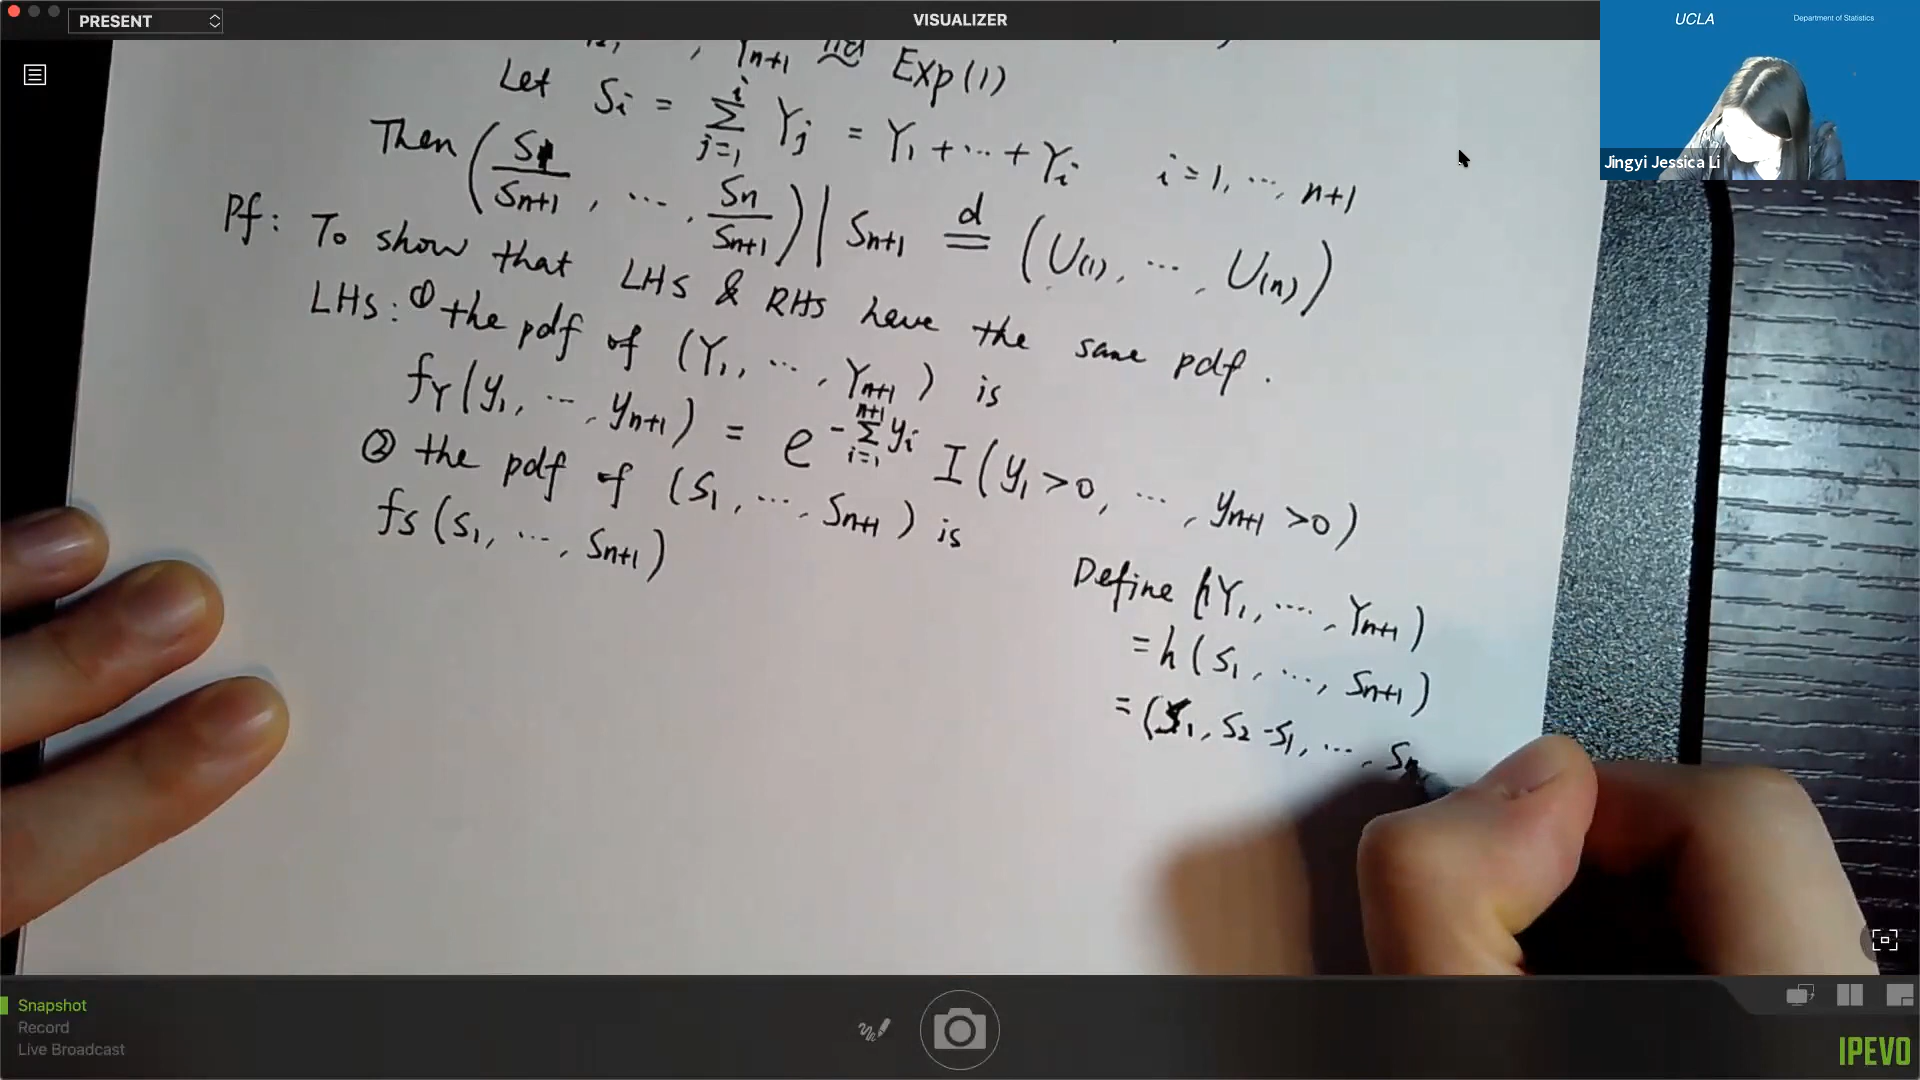 PRESENT
VISUALIZER
UCLA
Department of Statistics
Jingyi Jessica Li
, Y_{n+1} iid ~ Exp(1)
Let S_i = \sum_{j=1}^{i} Y_j = Y_1 + ... + Y_i i = 1, ..., n+1
Then (S_1/S_{n+1}, ..., S_n/S_{n+1}) | S_{n+1} \overset{d}{=} (U_{(1)}, ..., U_{(n)})
Pf: To show that LHS & RHS have the same pdf.
LHS: ① the pdf of (Y_1, ..., Y_{n+1}) is
f_Y(y_1, ..., y_{n+1}) = e^{-\sum_{i=1}^{n+1} y_i} I(y_1 > 0, ..., y_{n+1} > 0)
② the pdf of (S_1, ..., S_{n+1}) is
f_S(s_1, ..., s_{n+1})
Define (Y_1, ..., Y_{n+1})
= h(S_1, ..., S_{n+1})
= (S_1, S_2 - S_1, ..., S_n
Snapshot
Record
Live Broadcast
IPEVO